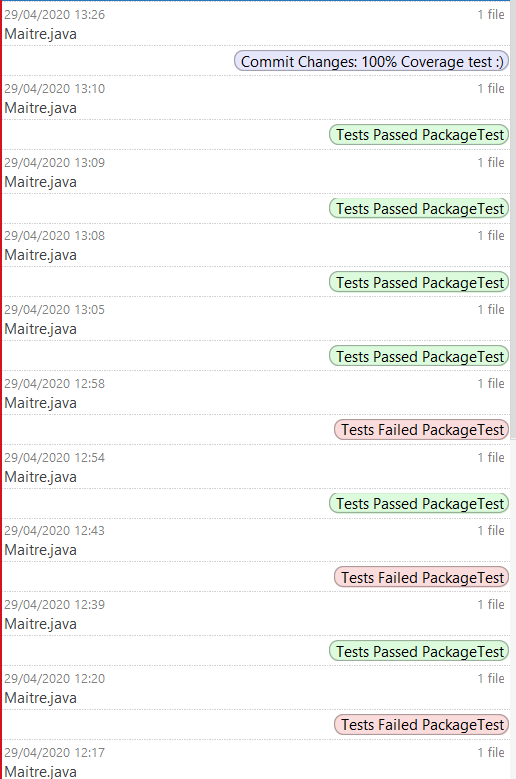 29/04/2020 13:26 1 file
Maitre.java
Commit Changes: 100% Coverage test :)
29/04/2020 13:10 1 file
Maitre.java
Tests Passed PackageTest
29/04/2020 13:09 1 file
Maitre.java
Tests Passed PackageTest
29/04/2020 13:08 1 file
Maitre.java
Tests Passed PackageTest
29/04/2020 13:05 1 file
Maitre.java
Tests Passed PackageTest
29/04/2020 12:58 1 file
Maitre.java
Tests Failed PackageTest
29/04/2020 12:54 1 file
Maitre.java
Tests Passed PackageTest
29/04/2020 12:43 1 file
Maitre.java
Tests Failed PackageTest
29/04/2020 12:39 1 file
Maitre.java
Tests Passed PackageTest
29/04/2020 12:20 1 file
Maitre.java
Tests Failed PackageTest
29/04/2020 12:17 1 file
Maitre.java